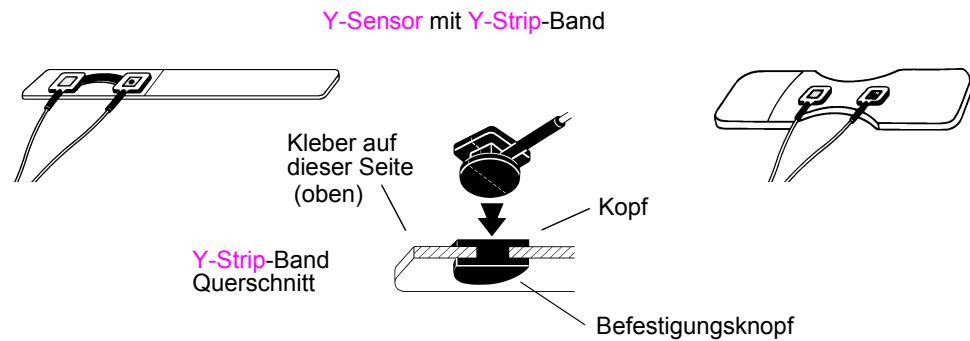 Y-Sensor mit Y-Strip-Band
Kleber auf
dieser Seite
(oben)
Kopf
Y-Strip-Band
Querschnitt
Befestigungsknopf